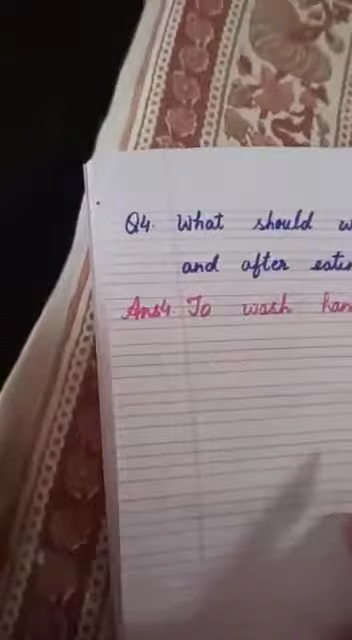 Q4. What should w
and after eatin
Ans4. To wash han